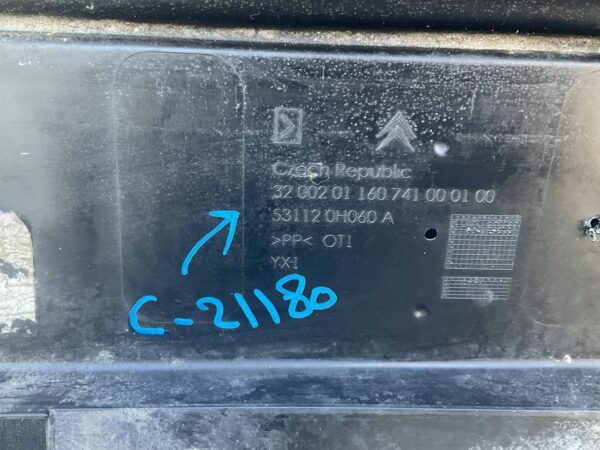 Czech Republic
32 002 01 160.741 00 01 00
53112 0H060 A
>PP< OT1
YX1
C-21180